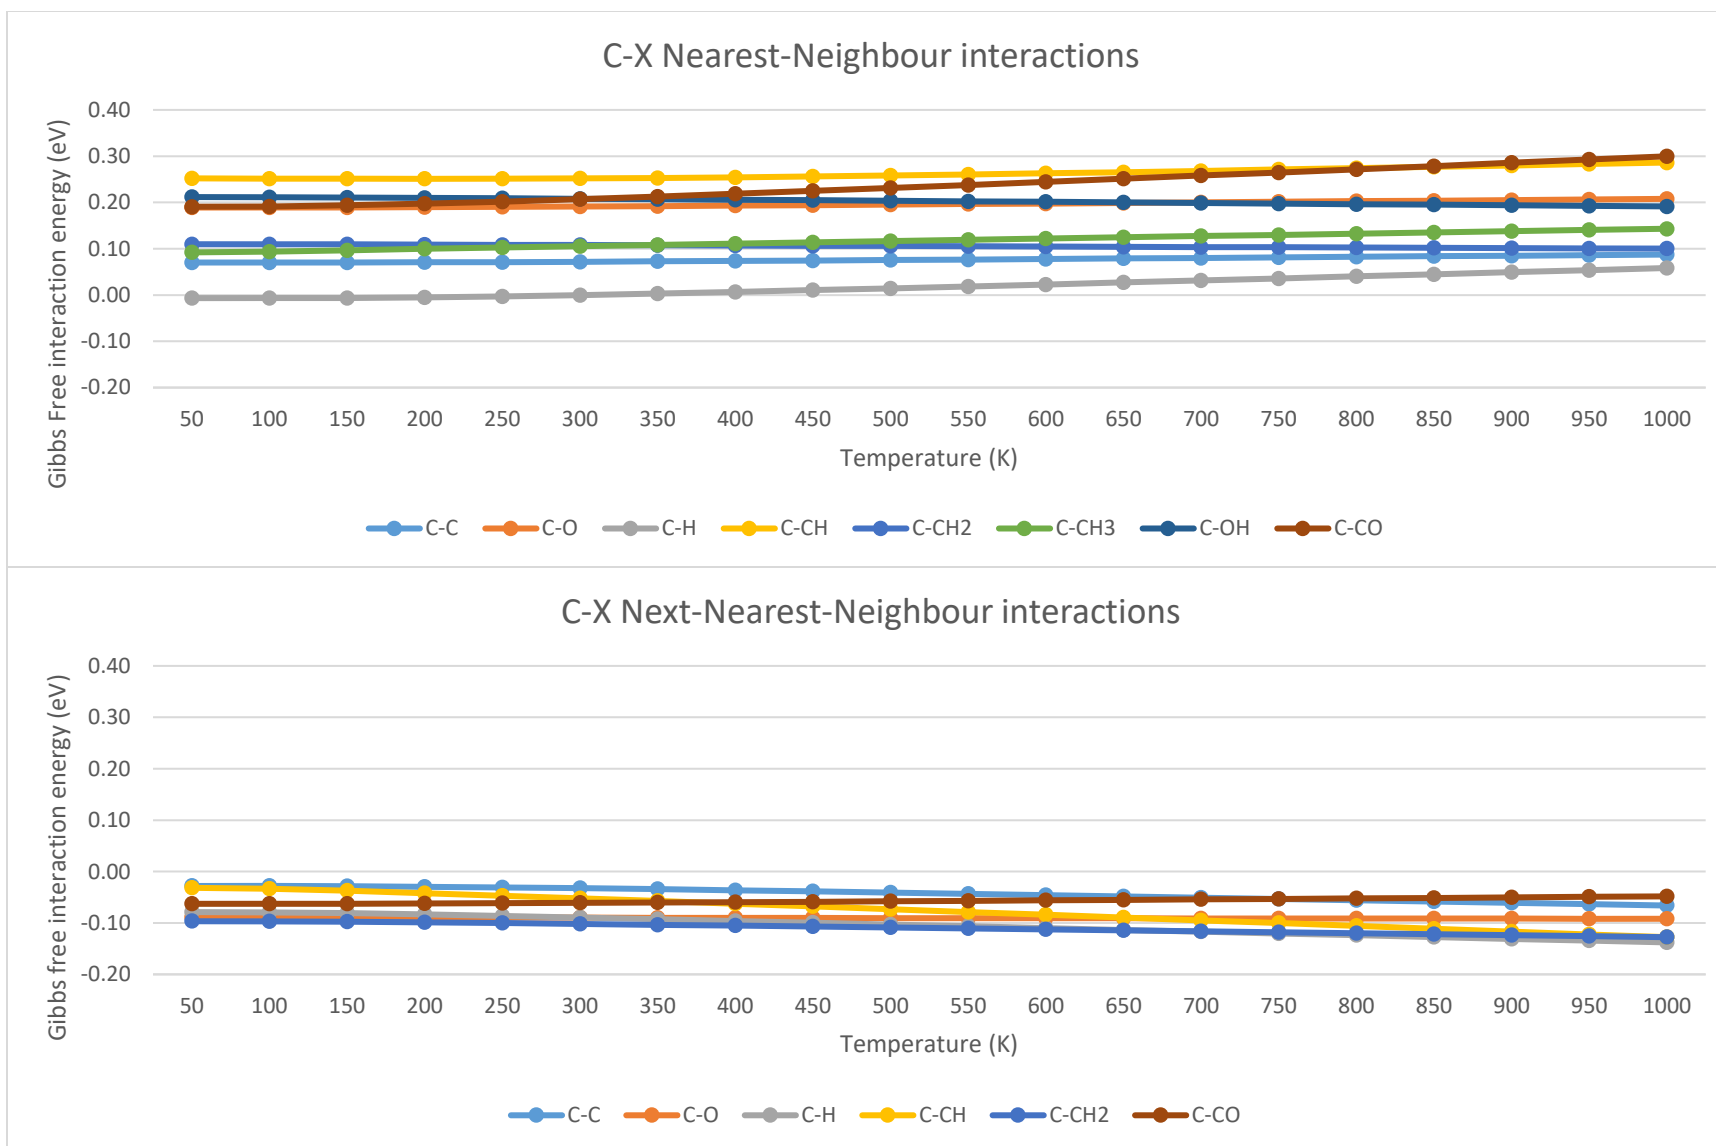 C-X Nearest-Neighbour interactions
Gibbs Free interaction energy (eV)
0.40
0.30
0.20
0.10
0.00
-0.10
-0.20
50 100 150 200 250 300 350 400 450 500 550 600 650 700 750 800 850 900 950 1000
Temperature (K)
C-C C-O C-H C-CH C-CH2 C-CH3 C-OH C-CO
C-X Next-Nearest-Neighbour interactions
Gibbs free interaction energy (eV)
0.40
0.30
0.20
0.10
0.00
-0.10
-0.20
50 100 150 200 250 300 350 400 450 500 550 600 650 700 750 800 850 900 950 1000
Temperature (K)
C-C C-O C-H C-CH C-CH2 C-CO